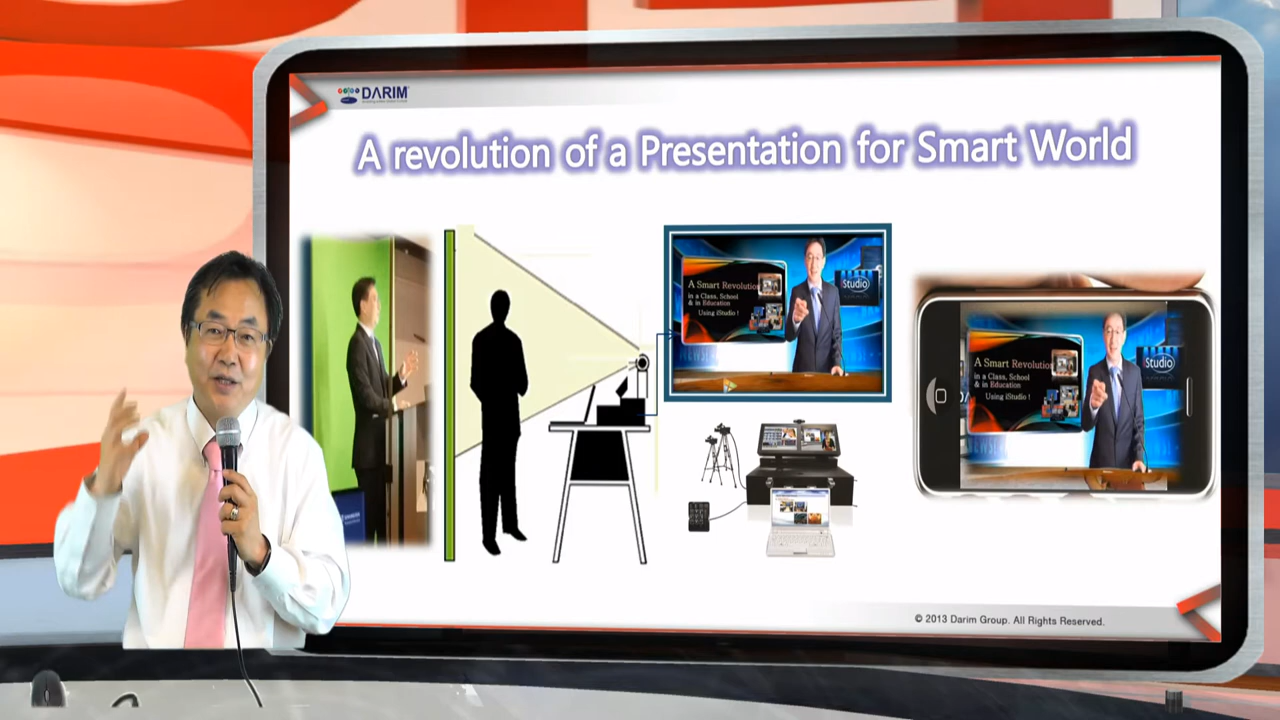 DARIM
A revolution of a Presentation for Smart World
A Smart Revolution
in a Class, School
& in Education
Using iStudio !
Studio
A Smart Revolution
in a Class, School
& in Education
Using iStudio !
Studio
© 2013 Darim Group. All Rights Reserved.